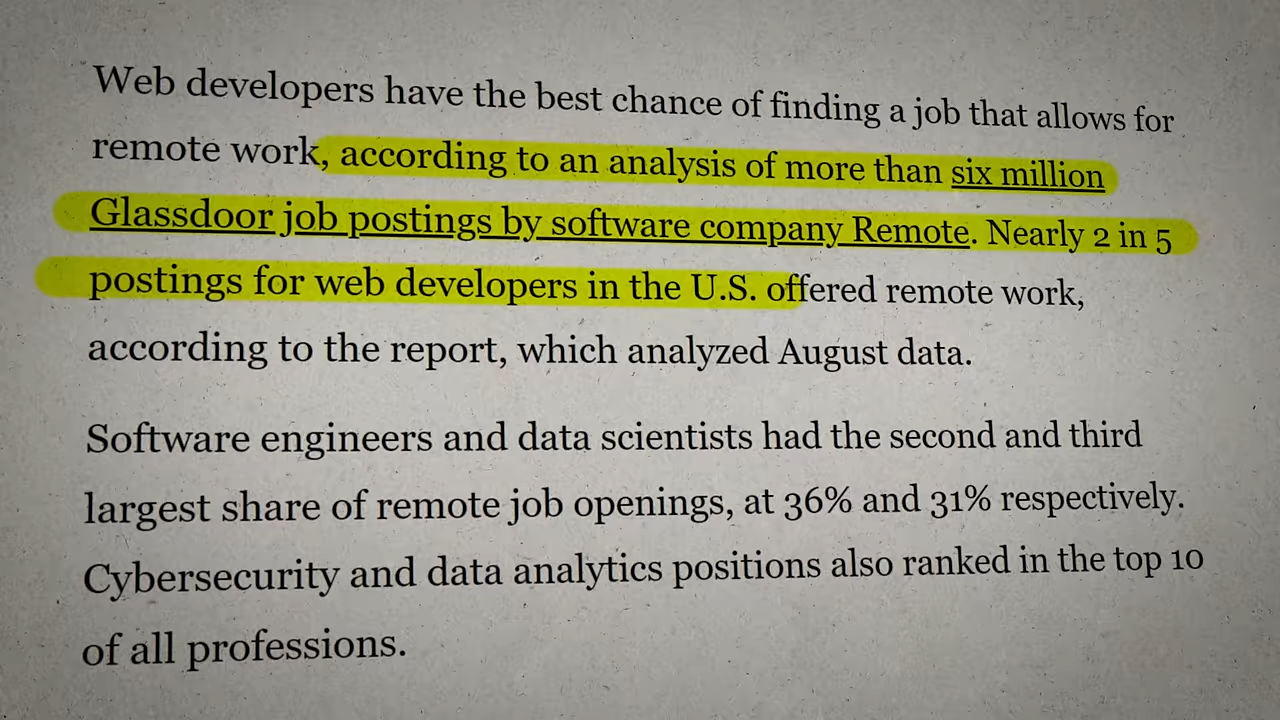 Web developers have the best chance of finding a job that allows for
remote work, according to an analysis of more than six million
Glassdoor job postings by software company Remote. Nearly 2 in 5
postings for web developers in the U.S. offered remote work,
according to the report, which analyzed August data.
Software engineers and data scientists had the second and third
largest share of remote job openings, at 36% and 31% respectively.
Cybersecurity and data analytics positions also ranked in the top 10
of all professions.